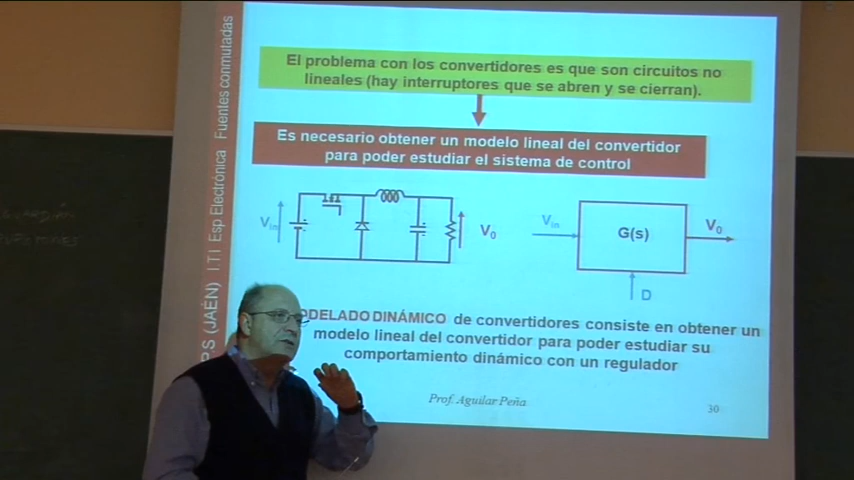 El problema con los convertidores es que son circuitos no
lineales (hay interruptores que se abren y se cierran).
Es necesario obtener un modelo lineal del convertidor
para poder estudiar el sistema de control
Vin
V0
Vin
G(s)
V0
D
ODELADO DINÁMICO de convertidores consiste en obtener un
modelo lineal del convertidor para poder estudiar su
comportamiento dinámico con un regulador
Prof. Aguilar Peña
30
P.S (JAÉN) I.T.I Esp Electrónica Fuentes conmutadas